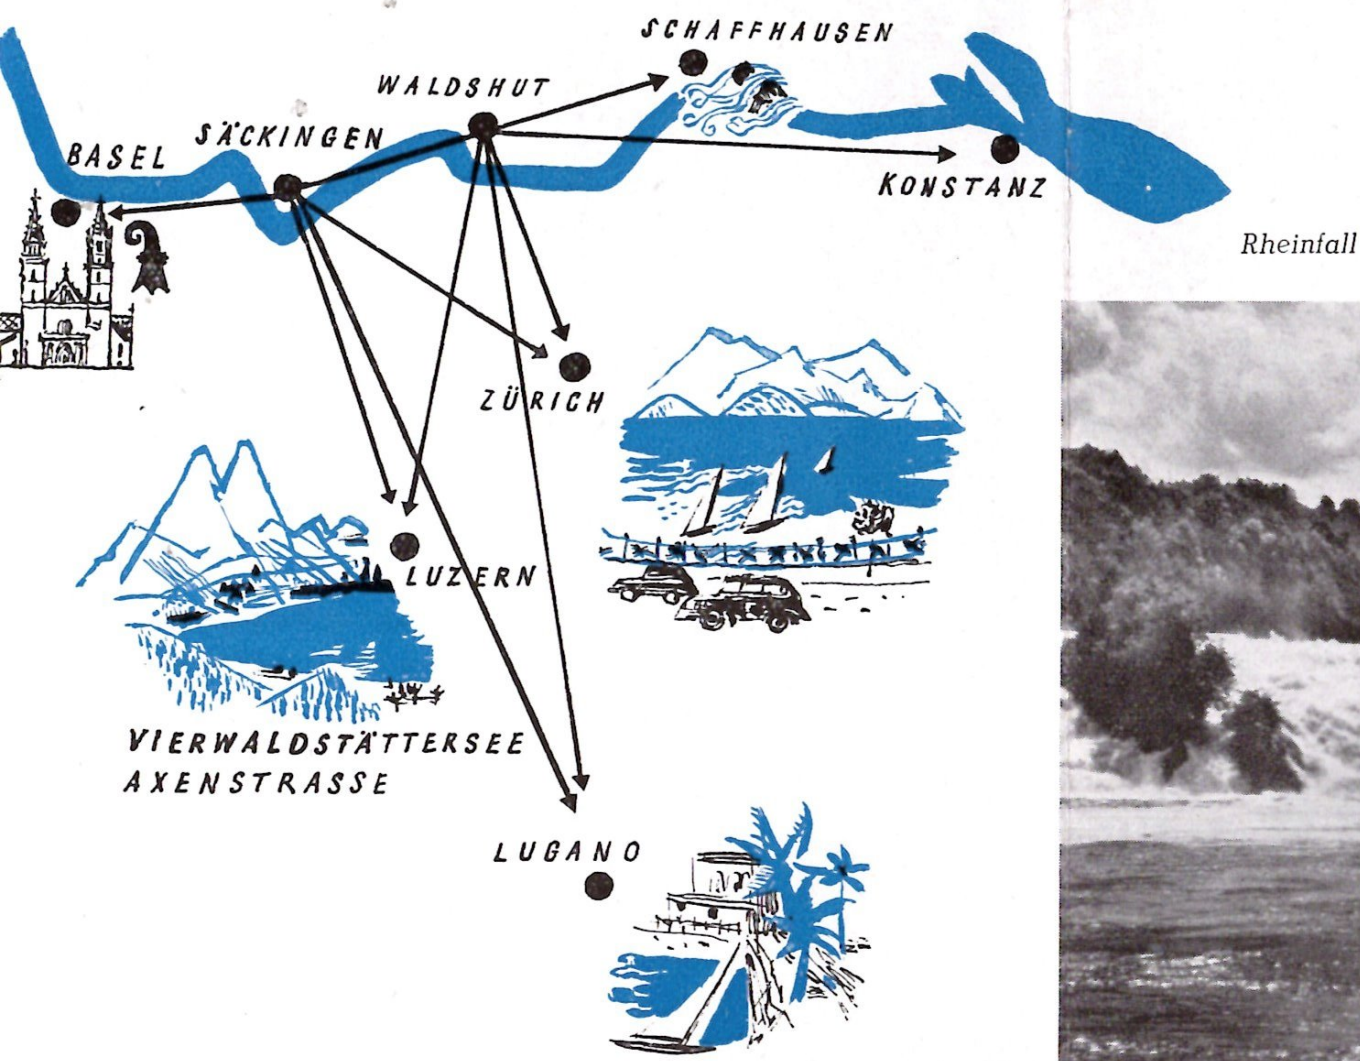 SCHAFFHAUSEN
WALDSHUT
SÄCKINGEN
BASEL
KONSTANZ
Rheinfall
ZÜRICH
LUZERN
VIERWALDSTÄTTERSEE
AXENSTRASSE
LUGANO